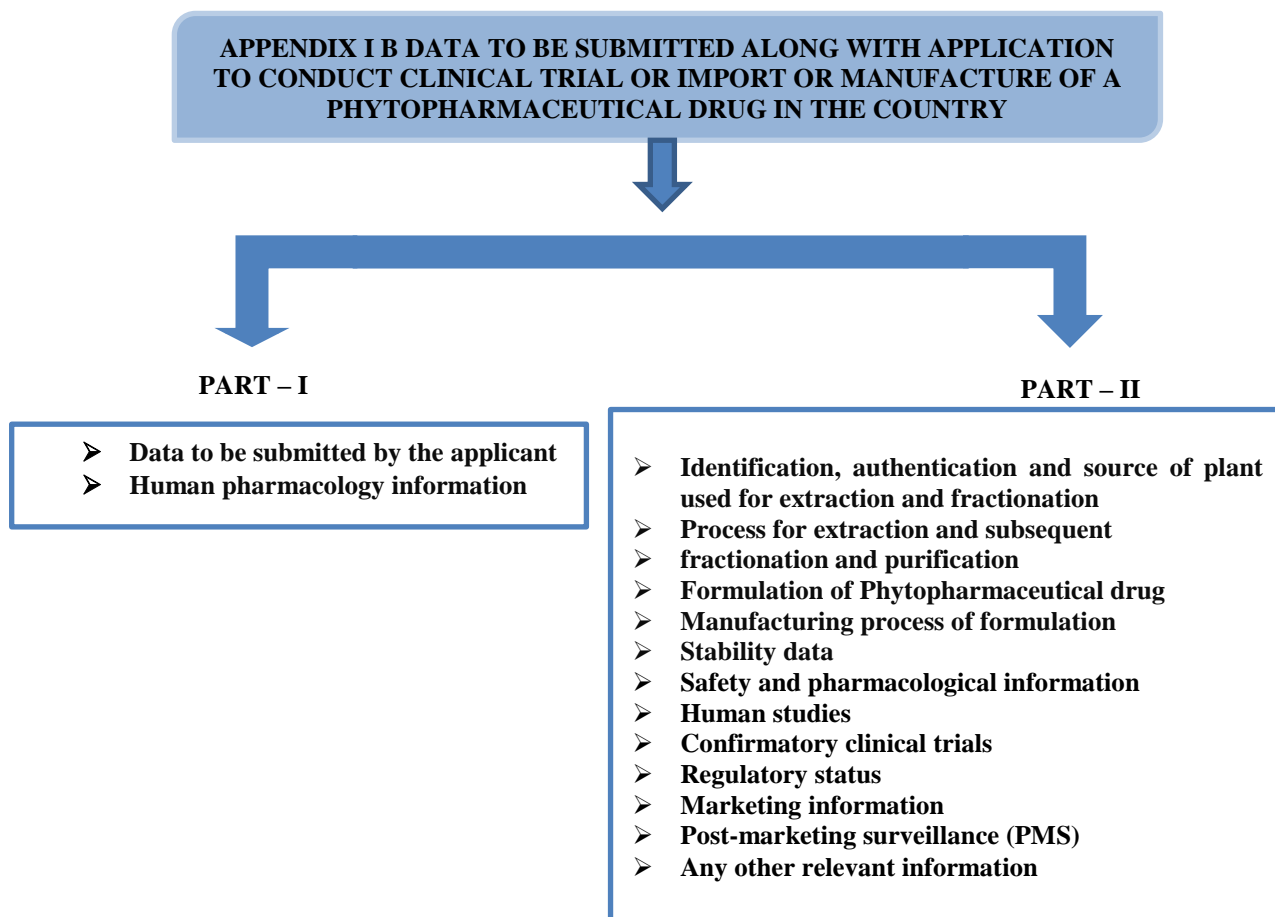 APPENDIX I B DATA TO BE SUBMITTED ALONG WITH APPLICATION
TO CONDUCT CLINICAL TRIAL OR IMPORT OR MANUFACTURE OF A
PHYTOPHARMACEUTICAL DRUG IN THE COUNTRY
PART – I
➢ Data to be submitted by the applicant
➢ Human pharmacology information
PART – II
➢ Identification, authentication and source of plant
used for extraction and fractionation
➢ Process for extraction and subsequent
➢ fractionation and purification
➢ Formulation of Phytopharmaceutical drug
➢ Manufacturing process of formulation
➢ Stability data
➢ Safety and pharmacological information
➢ Human studies
➢ Confirmatory clinical trials
➢ Regulatory status
➢ Marketing information
➢ Post-marketing surveillance (PMS)
➢ Any other relevant information